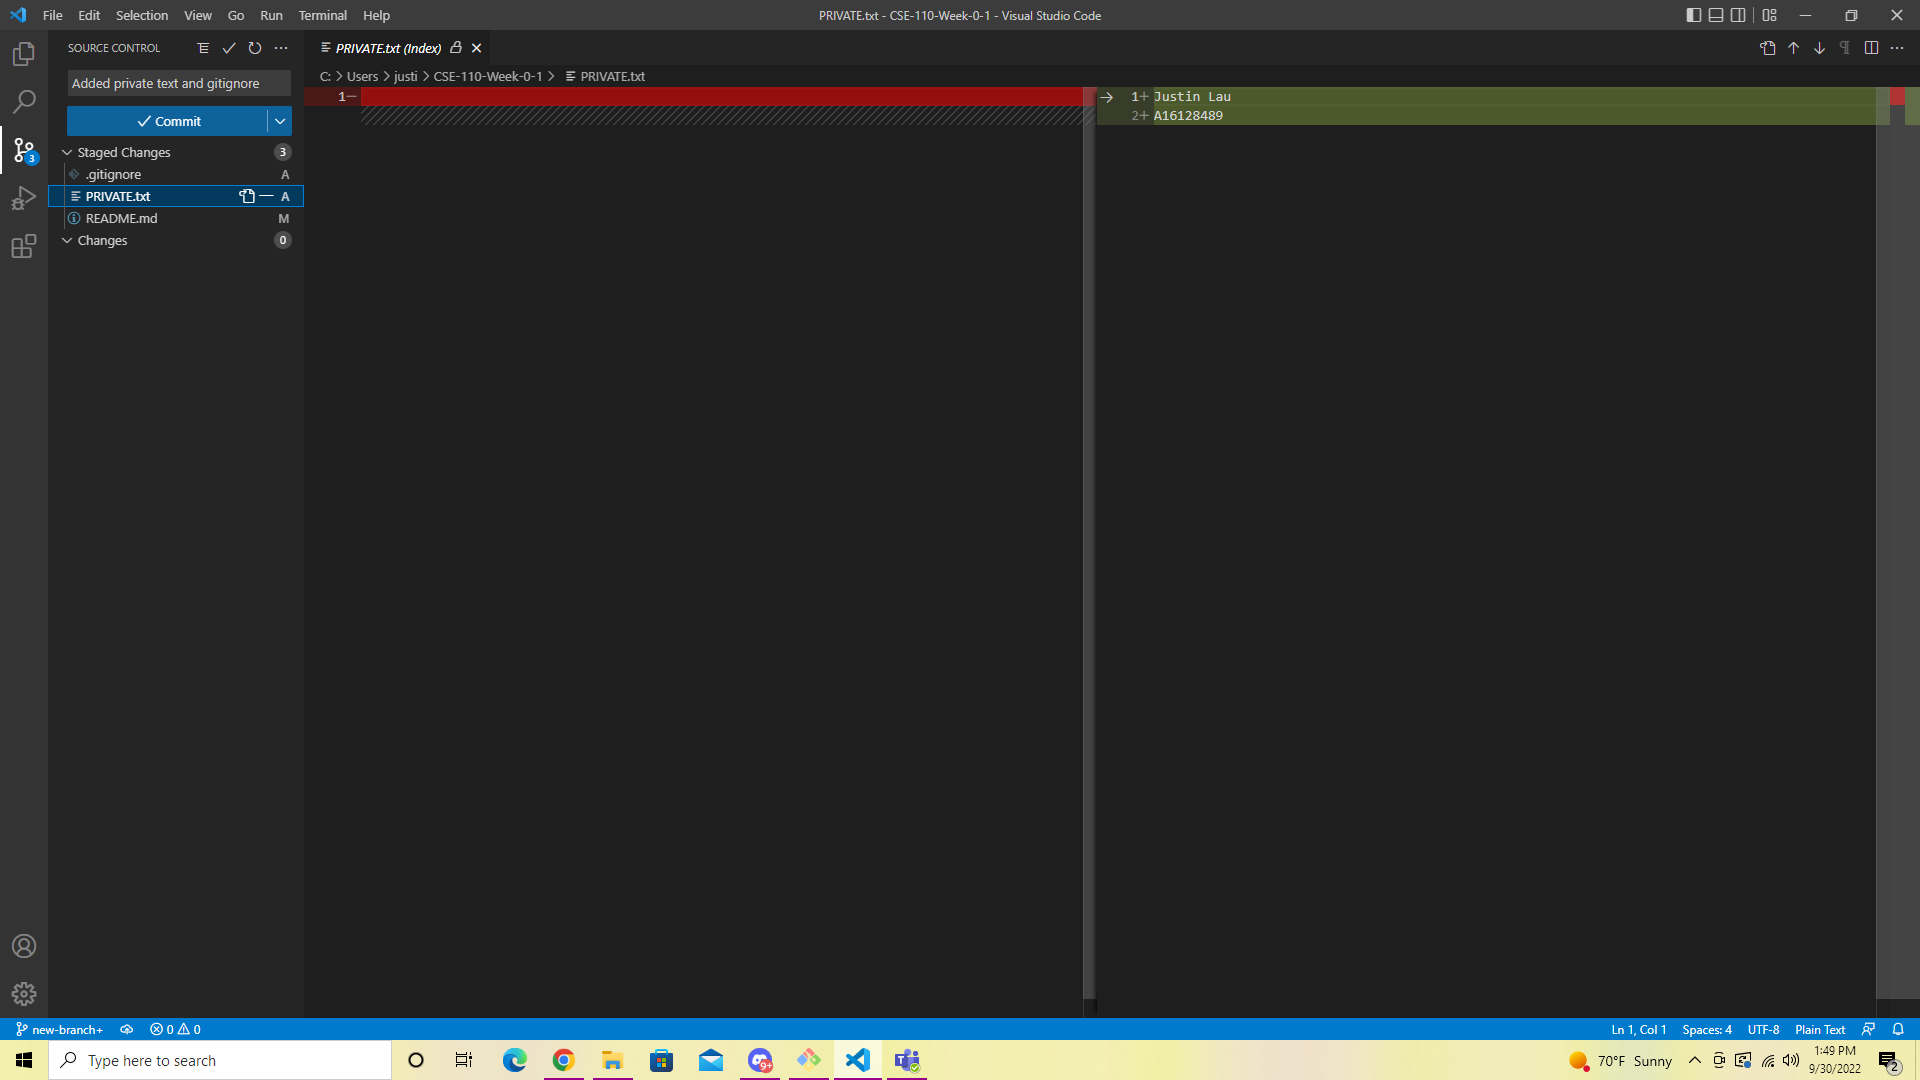 File Edit Selection View Go Run Terminal Help
PRIVATE.txt - CSE-110-Week-0-1 - Visual Studio Code
SOURCE CONTROL
PRIVATE.txt (Index)
Added private text and gitignore
C: > Users > justi > CSE-110-Week-0-1 > PRIVATE.txt
1
1+ Justin Lau
2+ A16128489
Commit
3
Staged Changes 3
.gitignore A
PRIVATE.txt A
README.md M
Changes 0
new-branch+ 0 0
Ln 1, Col 1 Spaces: 4 UTF-8 Plain Text
Type here to search
9+
70°F Sunny
1:49 PM
9/30/2022
2